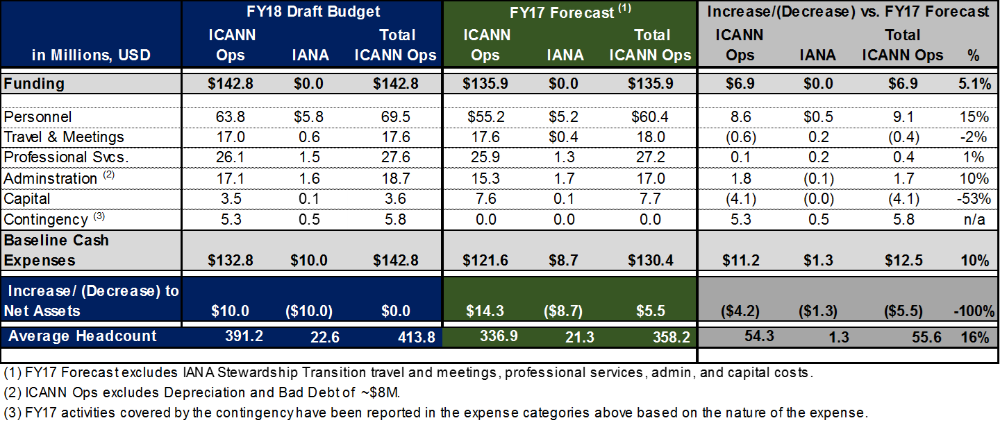 FY18 Draft Budget FY17 Forecast (1) Increase/(Decrease) vs. FY17 Forecast
ICANN Total ICANN Total ICANN Total
in Millions, USD Ops IANA ICANN Ops Ops IANA ICANN Ops Ops IANA ICANN Ops %
Funding $142.8 $0.0 $142.8 $135.9 $0.0 $135.9 $6.9 $0.0 $6.9 5.1%
Personnel 63.8 $5.8 69.5 $55.2 $5.2 $60.4 8.6 $0.5 9.1 15%
Travel & Meetings 17.0 0.6 17.6 17.6 $0.4 18.0 (0.6) 0.2 (0.4) -2%
Professional Svcs. 26.1 1.5 27.6 25.9 1.3 27.2 0.1 0.2 0.1 1%
Adminstration (2) 17.1 1.6 18.7 15.3 1.7 17.0 1.8 (0.1) 1.7 10%
Capital 3.5 0.1 3.6 7.6 0.1 7.7 (4.1) (0.0) (4.1) -53%
Contingency (3) 5.3 0.5 5.8 0.0 0.0 0.0 5.3 0.5 5.8 n/a
Baseline Cash
Expenses $132.8 $10.0 $142.8 $121.6 $8.7 $130.4 $11.2 $1.3 $12.5 10%
Increase/ (Decrease) to
Net Assets $10.0 ($10.0) $0.0 $14.3 ($8.7) $5.5 ($4.2) ($1.3) ($5.5) -100%
Average Headcount 391.2 22.6 413.8 336.9 21.3 358.2 54.3 1.3 55.6 16%
(1) FY17 Forecast excludes IANA Stewardship Transition travel and meetings, professional services, admin, and capital costs.
(2) ICANN Ops excludes Depreciation and Bad Debt of ~$8M.
(3) FY17 activities covered by the contingency have been reported in the expense categories above based on the nature of the expense.